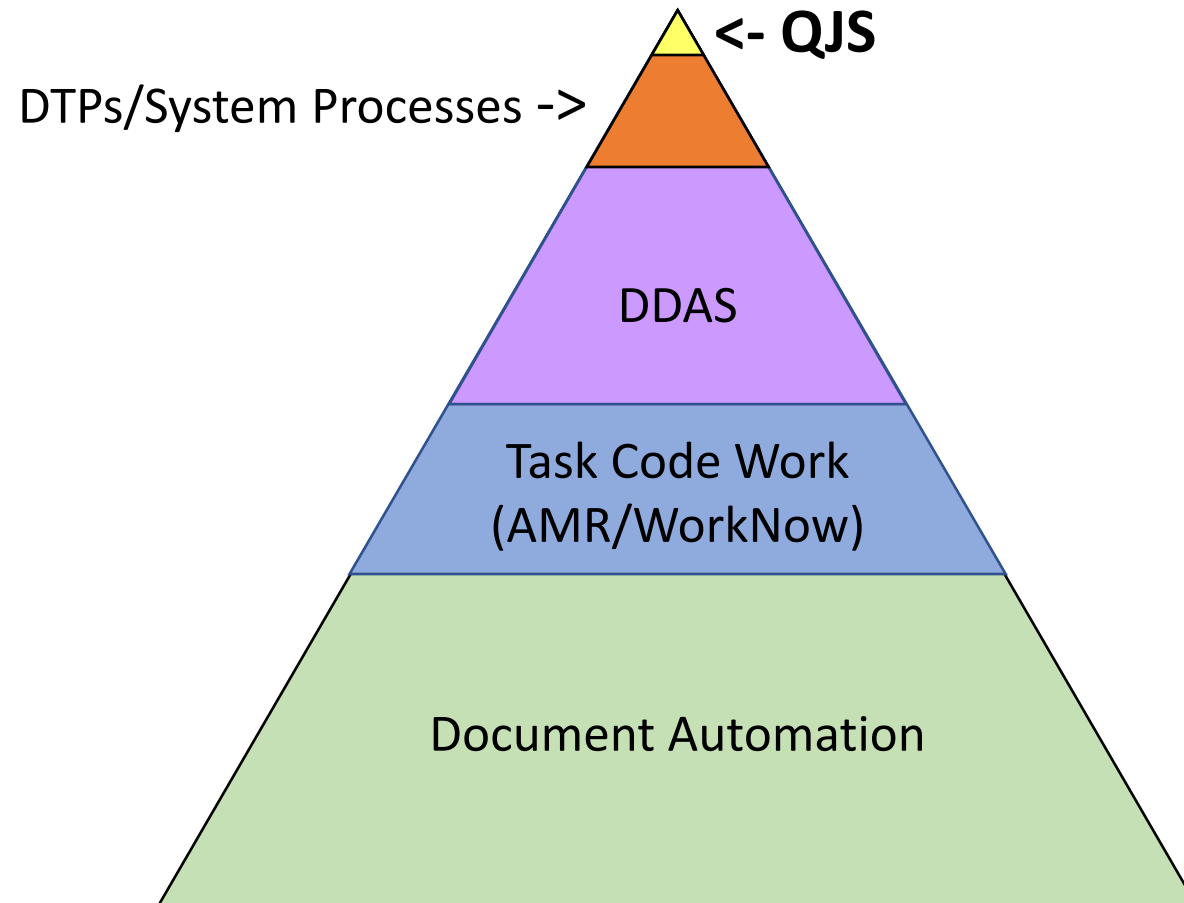 <- QJS
DTPs/System Processes ->
DDAS
Task Code Work
(AMR/WorkNow)
Document Automation